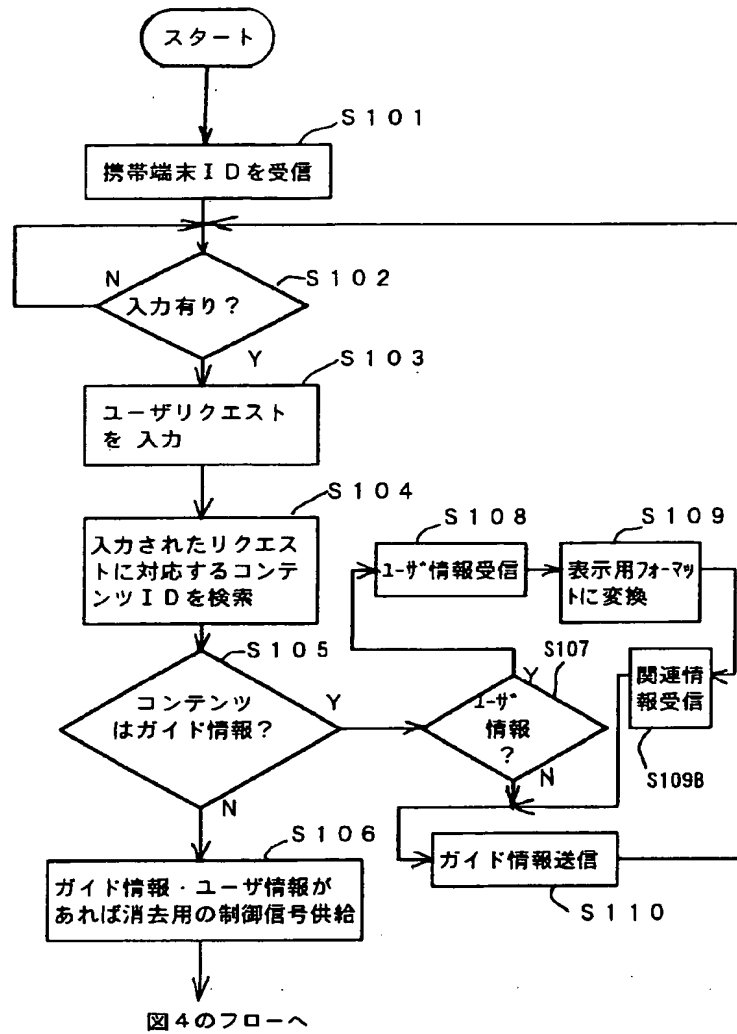 スタート
S101
携帯端末IDを受信
N
S102
入力有り?
Y
S103
ユーザリクエスト
を 入力
S104
入力されたリクエス
トに対応するコンテ
ンツIDを検索
S108
ユーザ情報受信
S109
表示用フォーマッ
トに変換
S105
コンテンツ
はガイド情報?
Y
N
S107
Y
ユーザ
情報
?
N
関連情
報受信
S109B
S106
ガイド情報・ユーザ情報が
あれば消去用の制御信号供給
ガイド情報送信
S110
図4のフローへ